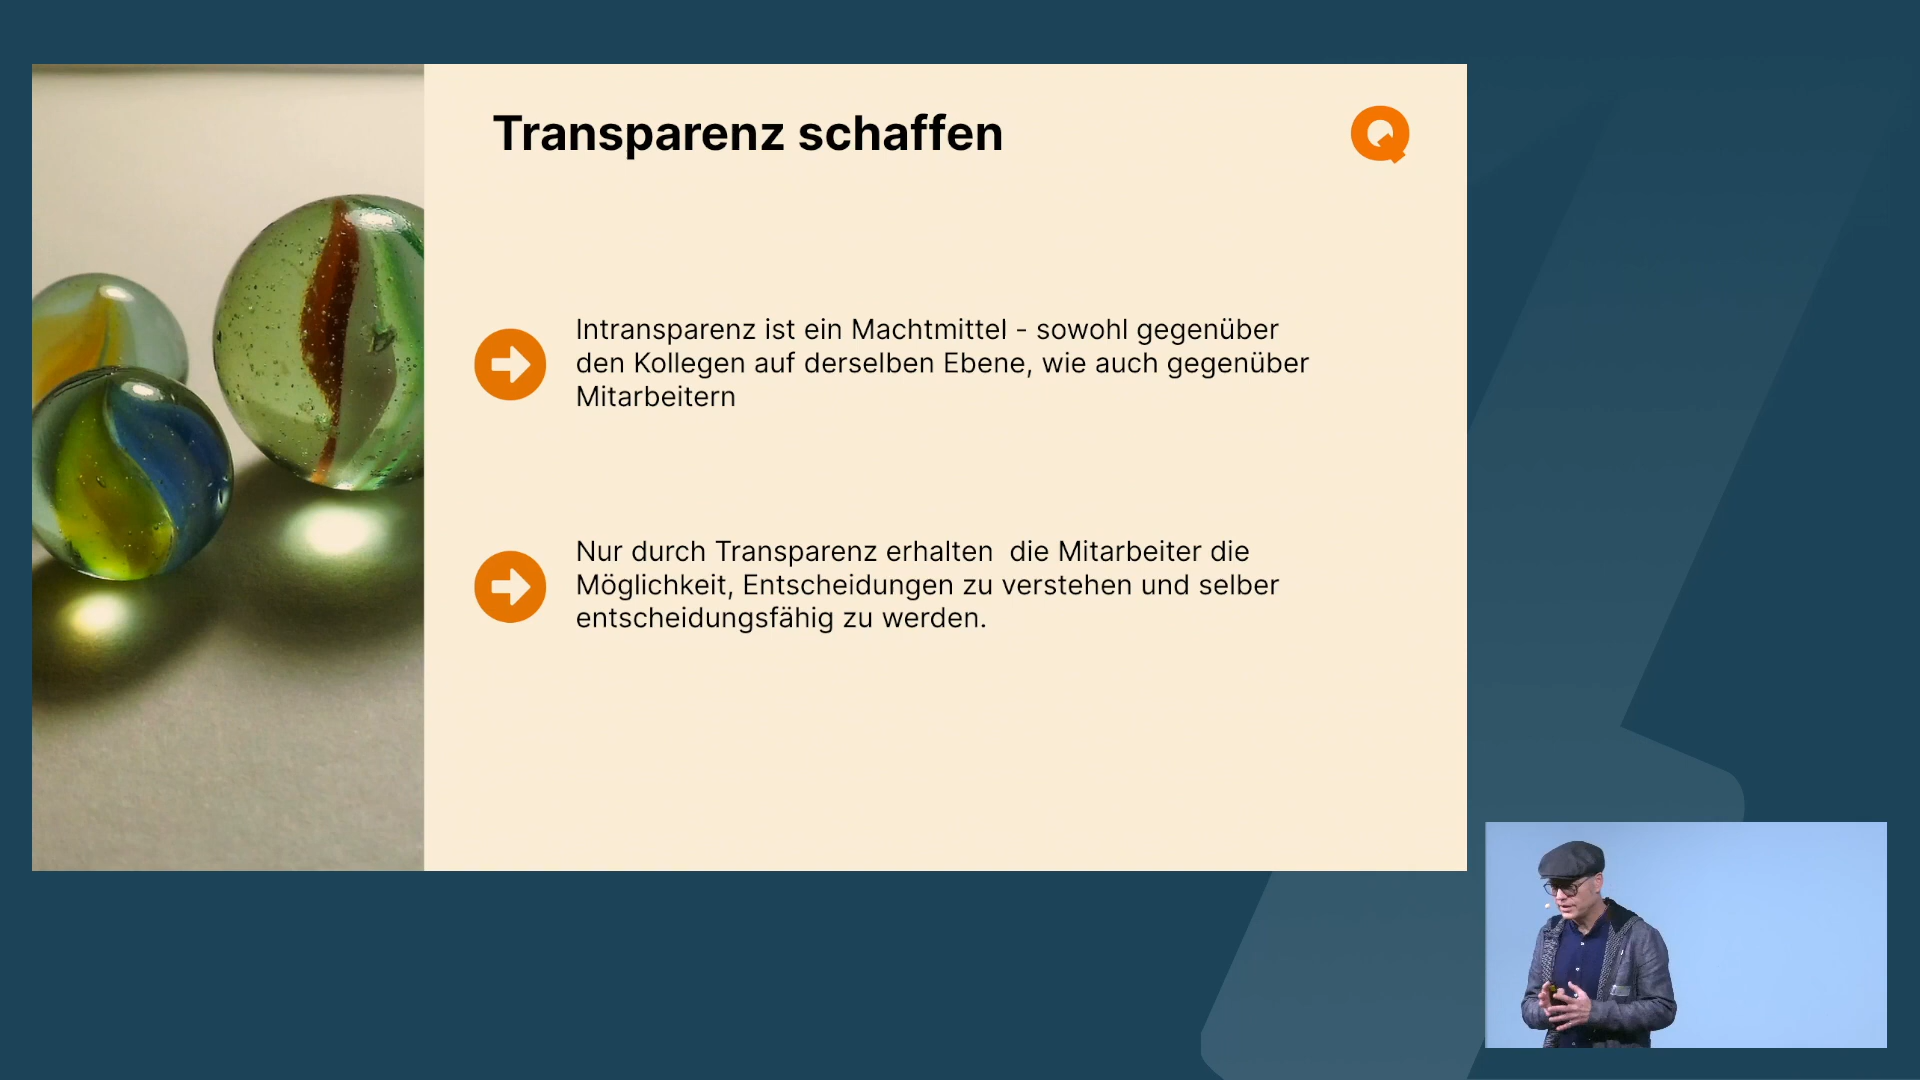 Transparenz schaffen
Intransparenz ist ein Machtmittel - sowohl gegenüber
den Kollegen auf derselben Ebene, wie auch gegenüber
Mitarbeitern
Nur durch Transparenz erhalten  die Mitarbeiter die
Möglichkeit, Entscheidungen zu verstehen und selber
entscheidungsfähig zu werden.